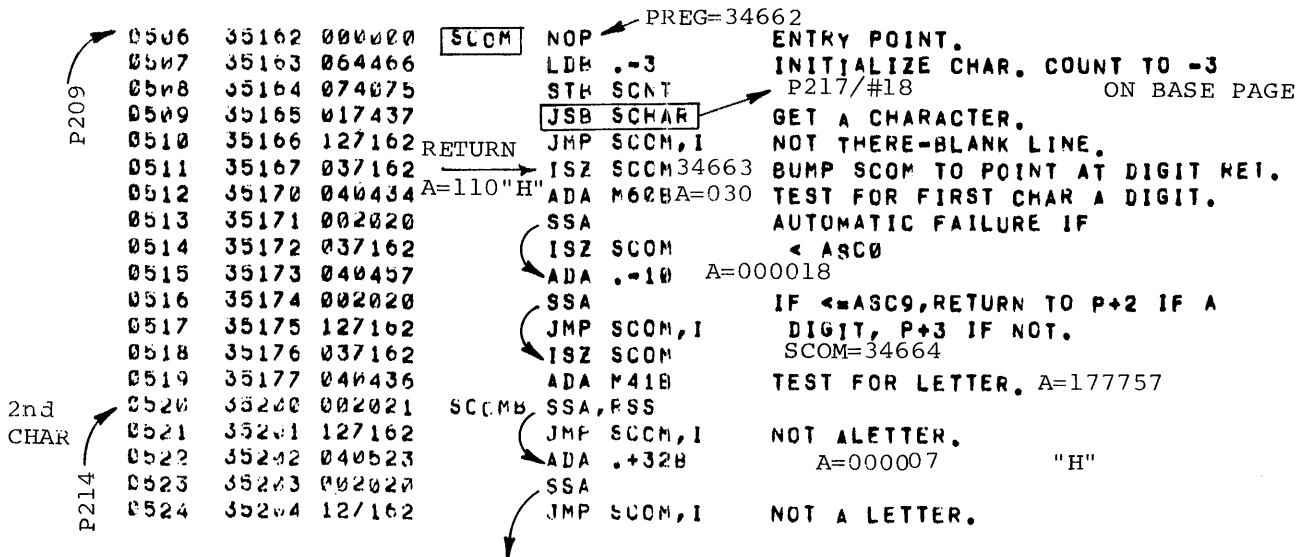 PREG=34662
0506 35162 000000 SCOM NOP ENTRY POINT.
0507 35163 064466 LDB .-3 INITIALIZE CHAR. COUNT TO -3
0508 35164 074075 STB SCNT P217/#18 ON BASE PAGE
P209
0509 35165 017437 JSB SCHAR GET A CHARACTER.
0510 35166 127162 JMP SCOM,I NOT THERE-BLANK LINE.
RETURN
0511 35167 037162 ISZ SCOM 34663 BUMP SCOM TO POINT AT DIGIT RET.
0512 35170 040434 A=110"H" ADA M60B A=030 TEST FOR FIRST CHAR A DIGIT.
0513 35171 002020 SSA AUTOMATIC FAILURE IF
0514 35172 037162 ISZ SCOM < ASC0
0515 35173 040457 ADA .-10 A=000018
0516 35174 002020 SSA IF <=ASC9,RETURN TO P+2 IF A
0517 35175 127162 JMP SCOM,I DIGIT, P+3 IF NOT.
0518 35176 037162 ISZ SCOM SCOM=34664
0519 35177 040436 ADA M41B TEST FOR LETTER. A=177757
2nd CHAR
0520 35200 002021 SCOMB SSA,RSS
0521 35201 127162 JMP SCOM,I NOT ALETTER.
0522 35202 040523 ADA .+32B A=000007 "H"
P214
0523 35203 002020 SSA
0524 35204 127162 JMP SCOM,I NOT A LETTER.